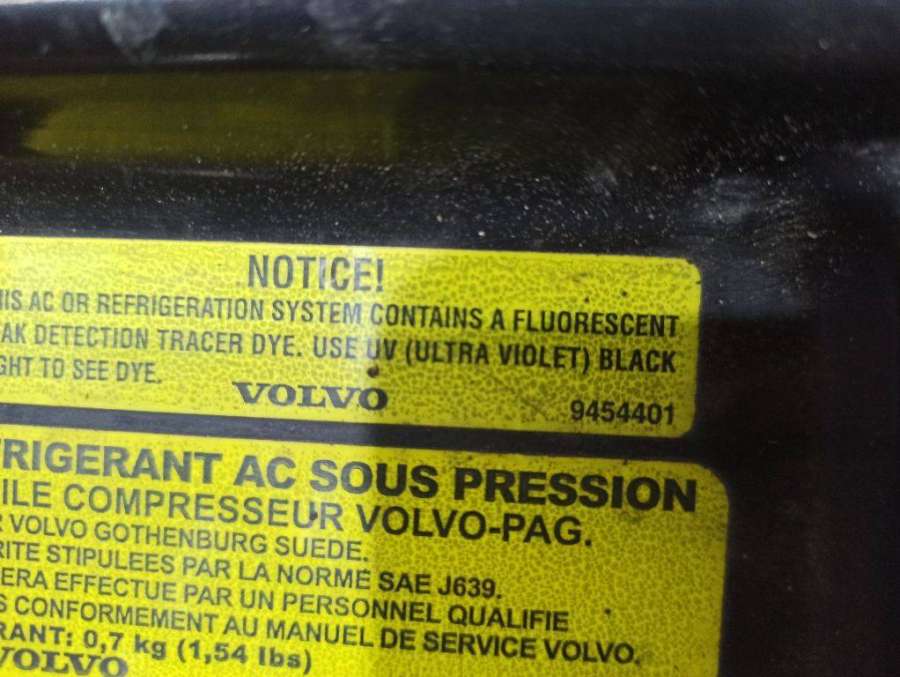 NOTICE!
HIS AC OR REFRIGERATION SYSTEM CONTAINS A FLUORESCENT
EAK DETECTION TRACER DYE. USE UV (ULTRA VIOLET) BLACK
GHT TO SEE DYE.
VOLVO 9454401
FRIGERANT AC SOUS PRESSION
ILE COMPRESSEUR VOLVO-PAG.
R VOLVO GOTHENBURG SUEDE.
RITE STIPULEES PAR LA NORME SAE J639.
ERA EFFECTUE PAR UN PERSONNEL QUALIFIE
S CONFORMEMENT AU MANUEL DE SERVICE VOLVO.
RANT: 0,7 kg (1,54 lbs)
VOLVO